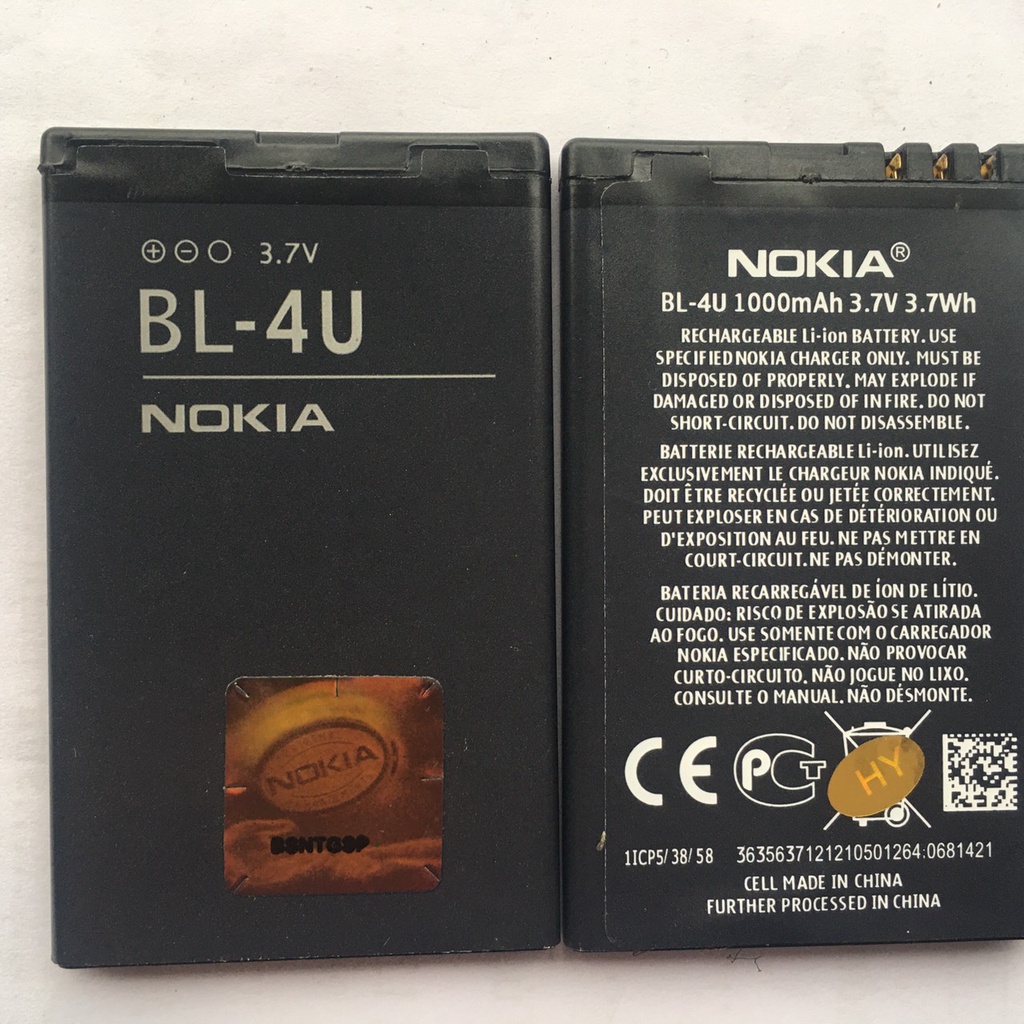 3.7V
BL-4U
NOKIA
NOKIA
NOKIA®
BL-4U 1000mAh 3.7V 3.7Wh
RECHARGEABLE Li-ion BATTERY. USE
SPECIFIED NOKIA CHARGER ONLY. MUST BE
DISPOSED OF PROPERLY. MAY EXPLODE IF
DAMAGED OR DISPOSED OF IN FIRE. DO NOT
SHORT-CIRCUIT. DO NOT DISASSEMBLE.
BATTERIE RECHARGEABLE Li-ion. UTILISEZ
EXCLUSIVEMENT LE CHARGEUR NOKIA INDIQUÉ.
DOIT ÊTRE RECYCLÉE OU JETÉE CORRECTEMENT.
PEUT EXPLOSER EN CAS DE DÉTÉRIORATION OU
D'EXPOSITION AU FEU. NE PAS METTRE EN
COURT-CIRCUIT. NE PAS DÉMONTER.
BATERIA RECARREGÁVEL DE ÍON DE LÍTIO.
CUIDADO: RISCO DE EXPLOSÃO SE ATIRADA
AO FOGO. USE SOMENTE COM O CARREGADOR
NOKIA ESPECIFICADO. NÃO PROVOCAR
CURTO-CIRCUITO. NÃO JOGUE NO LIXO.
CONSULTE O MANUAL. NÃO DÉSMONTE.
CE PCT HY
1ICP5/38/58 3635637121210501264:0681421
CELL MADE IN CHINA
FURTHER PROCESSED IN CHINA